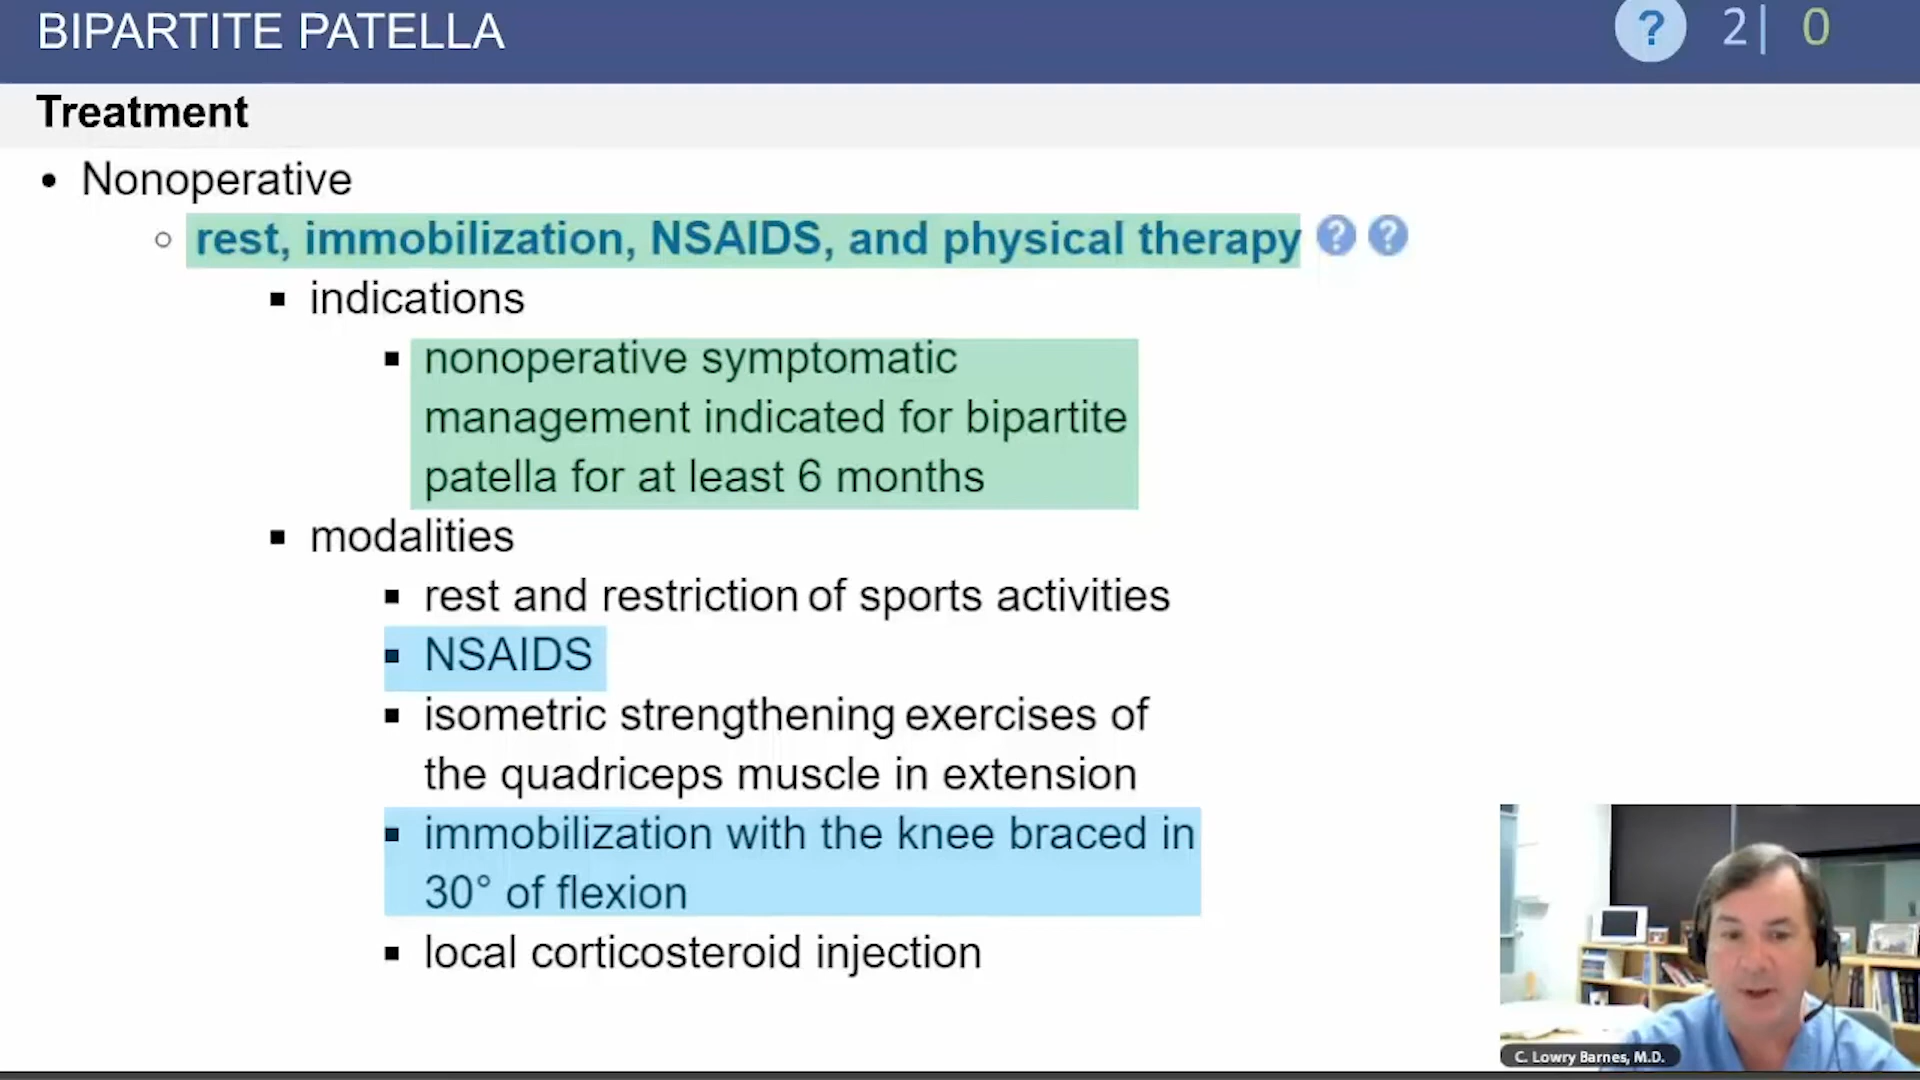 BIPARTITE PATELLA
? 2| 0
Treatment
• Nonoperative
○ rest, immobilization, NSAIDS, and physical therapy ? ?
▪ indications
▪ nonoperative symptomatic
management indicated for bipartite
patella for at least 6 months
▪ modalities
▪ rest and restriction of sports activities
▪ NSAIDS
▪ isometric strengthening exercises of
the quadriceps muscle in extension
▪ immobilization with the knee braced in
30° of flexion
▪ local corticosteroid injection
C. Lowry Barnes, M.D.